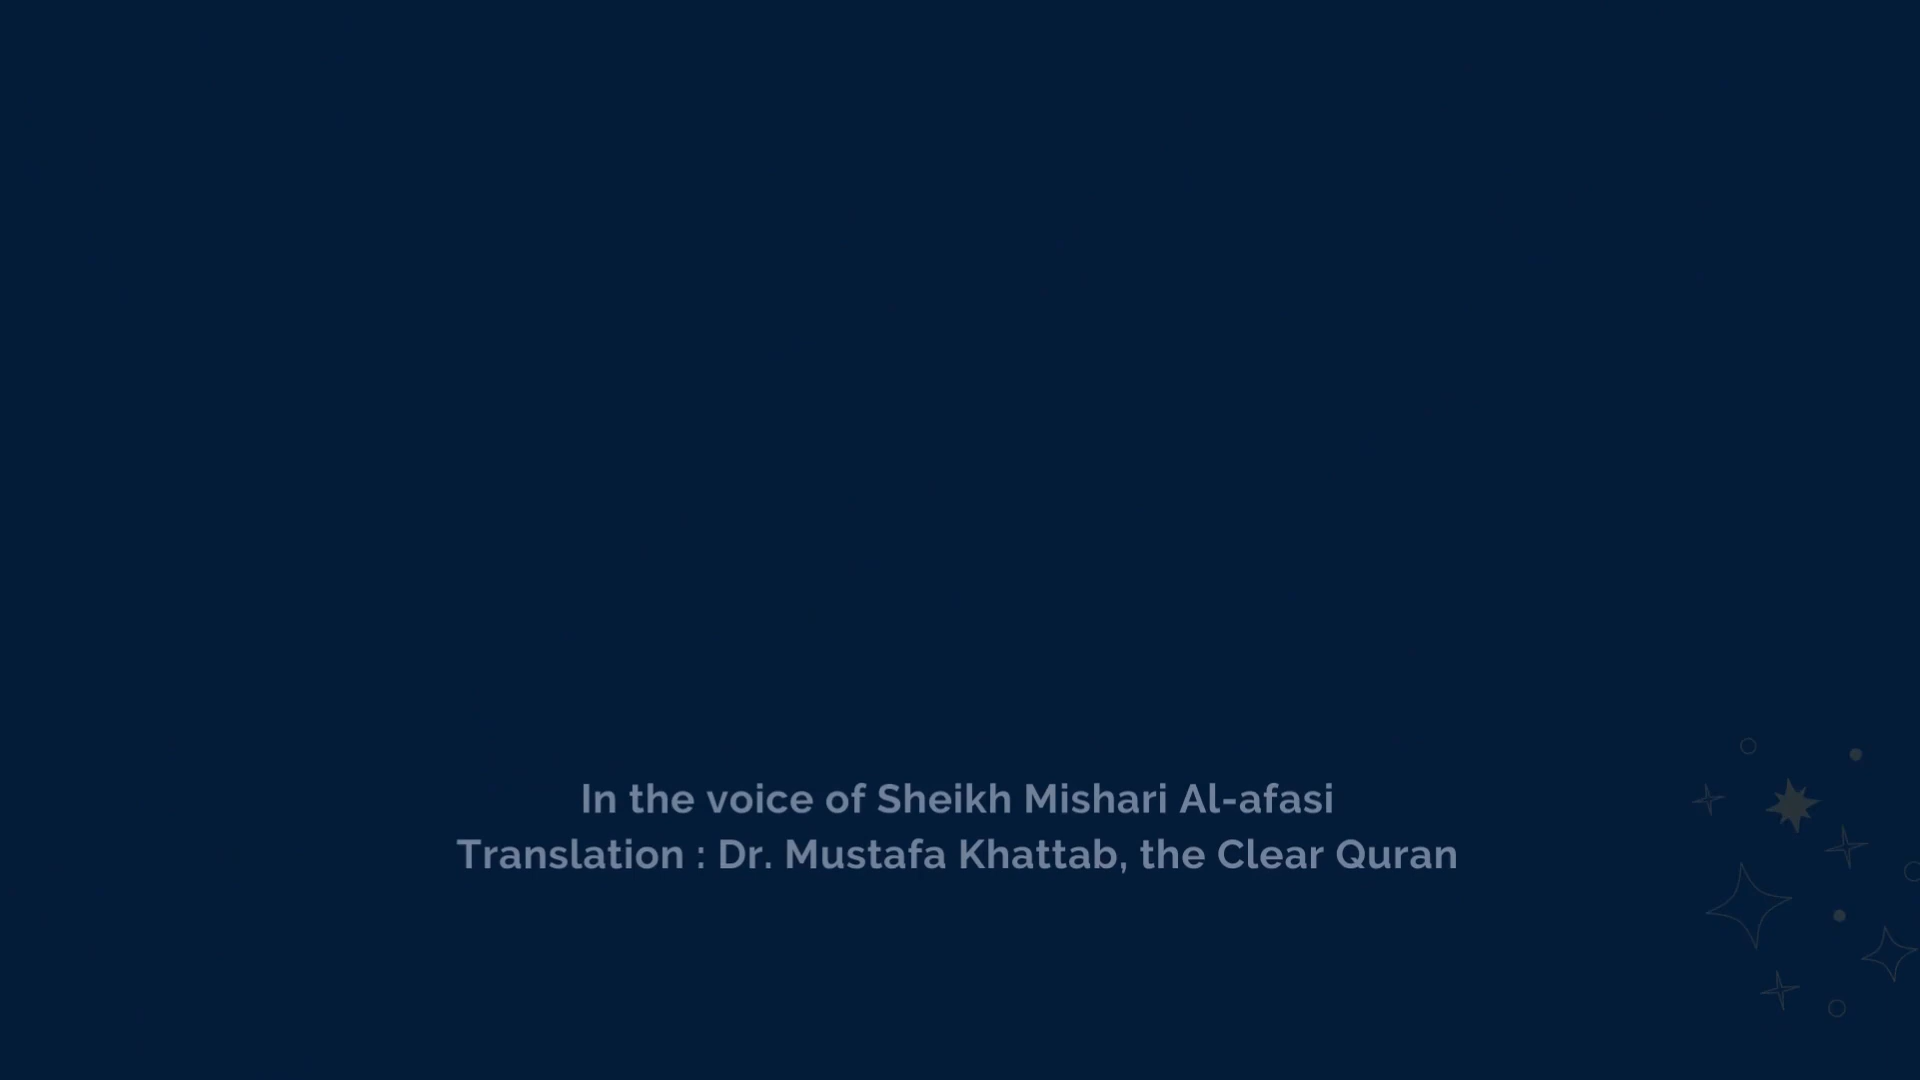 In the voice of Sheikh Mishari Al-afasi
Translation : Dr. Mustafa Khattab, the Clear Quran